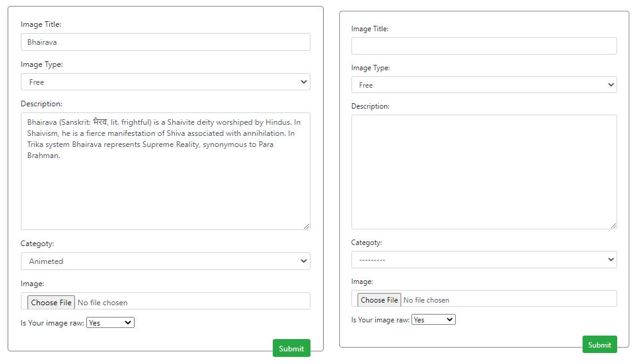 Image Title:
Bhairava
Image Type:
Free
Description:
Bhairava (Sanskrit: भैरव, lit. frightful) is a Shaivite deity worshiped by Hindus. In
Shaivism, he is a fierce manifestation of Shiva associated with annihilation. In
Trika system Bhairava represents Supreme Reality, synonymous to Para
Brahman.
Categoty:
Animeted
Image:
Choose File No file chosen
Is Your image raw: Yes
Submit
Image Title:
Image Type:
Free
Description:
Categoty:
---------
Image:
Choose File No file chosen
Is Your image raw: Yes
Submit